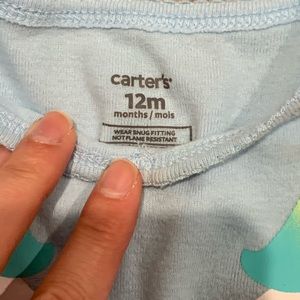 carter's
12m
months / mois
WEAR SNUG FITTING
NOT FLAME RESISTANT